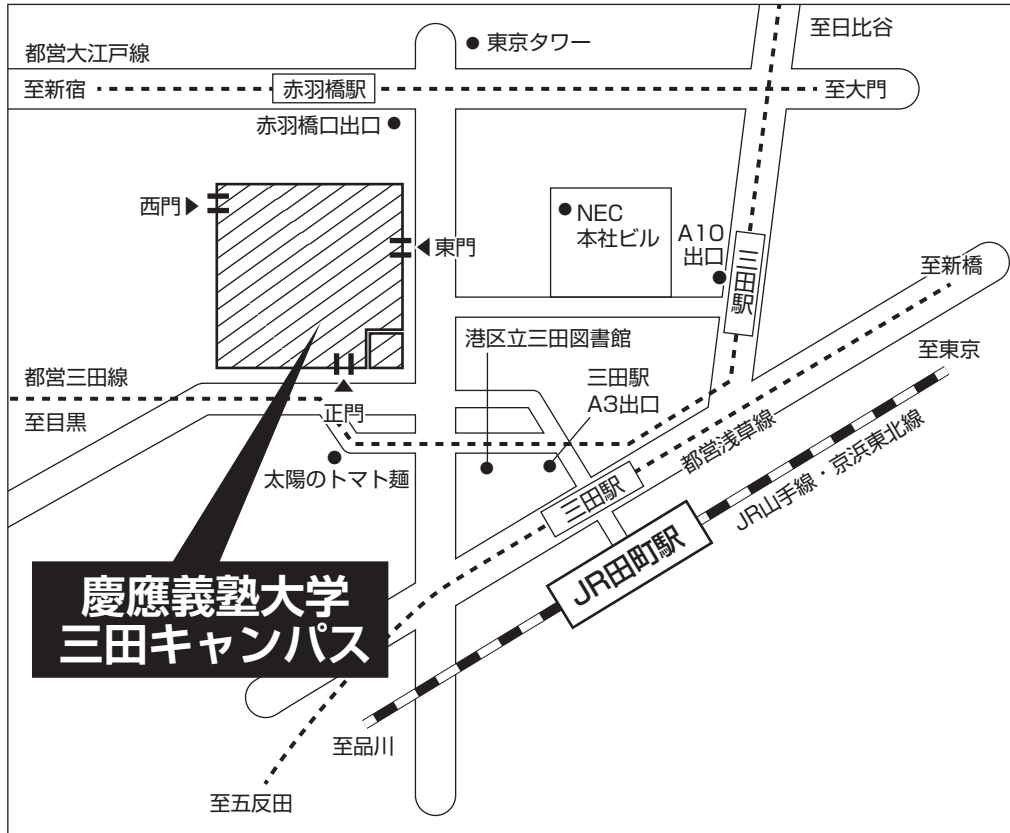 至日比谷
東京タワー
都営大江戸線
至新宿
赤羽橋駅
至大門
赤羽橋口出口
西門
東門
NEC
本社ビル
A10
出口
三田駅
至新橋
港区立三田図書館
至東京
三田駅
A3出口
都営三田線
至目黒
正門
都営浅草線
太陽のトマト麺
三田駅
JR山手線・京浜東北線
JR田町駅
慶應義塾大学
三田キャンパス
至品川
至五反田